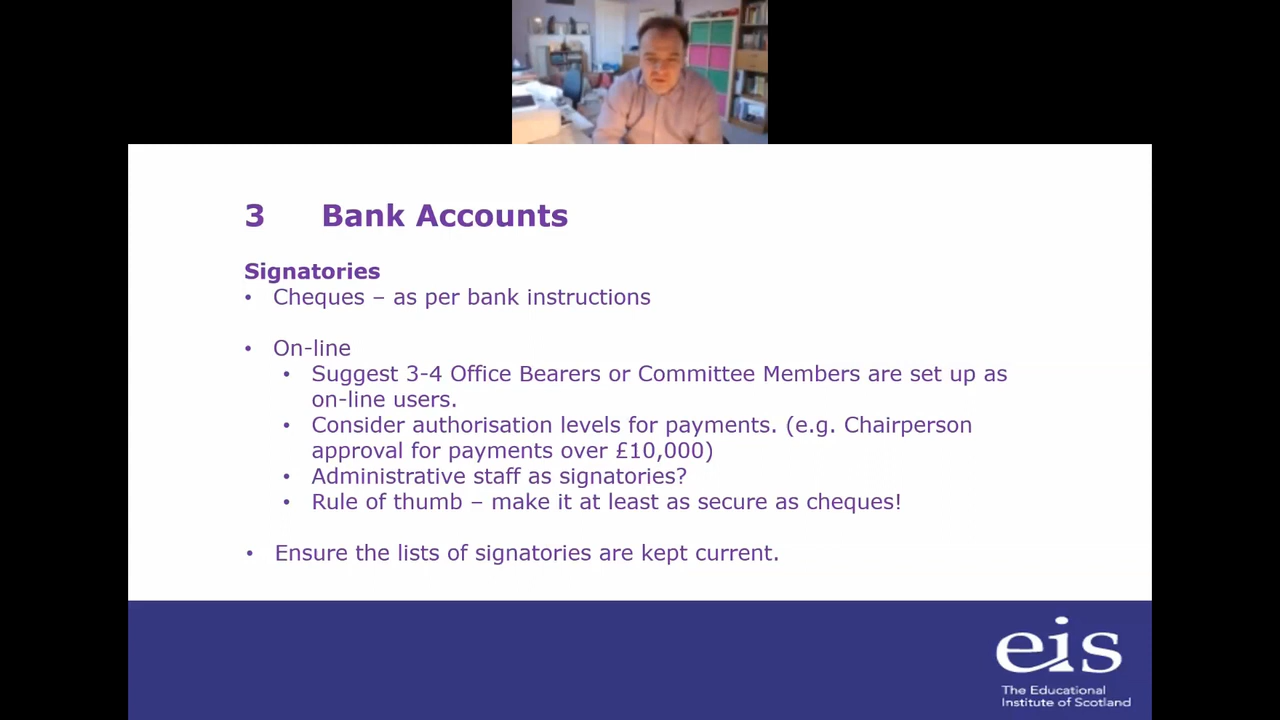 3 Bank Accounts
Signatories
• Cheques – as per bank instructions
• On-line
• Suggest 3-4 Office Bearers or Committee Members are set up as
on-line users.
• Consider authorisation levels for payments. (e.g. Chairperson
approval for payments over £10,000)
• Administrative staff as signatories?
• Rule of thumb – make it at least as secure as cheques!
• Ensure the lists of signatories are kept current.
eis
The Educational
Institute of Scotland